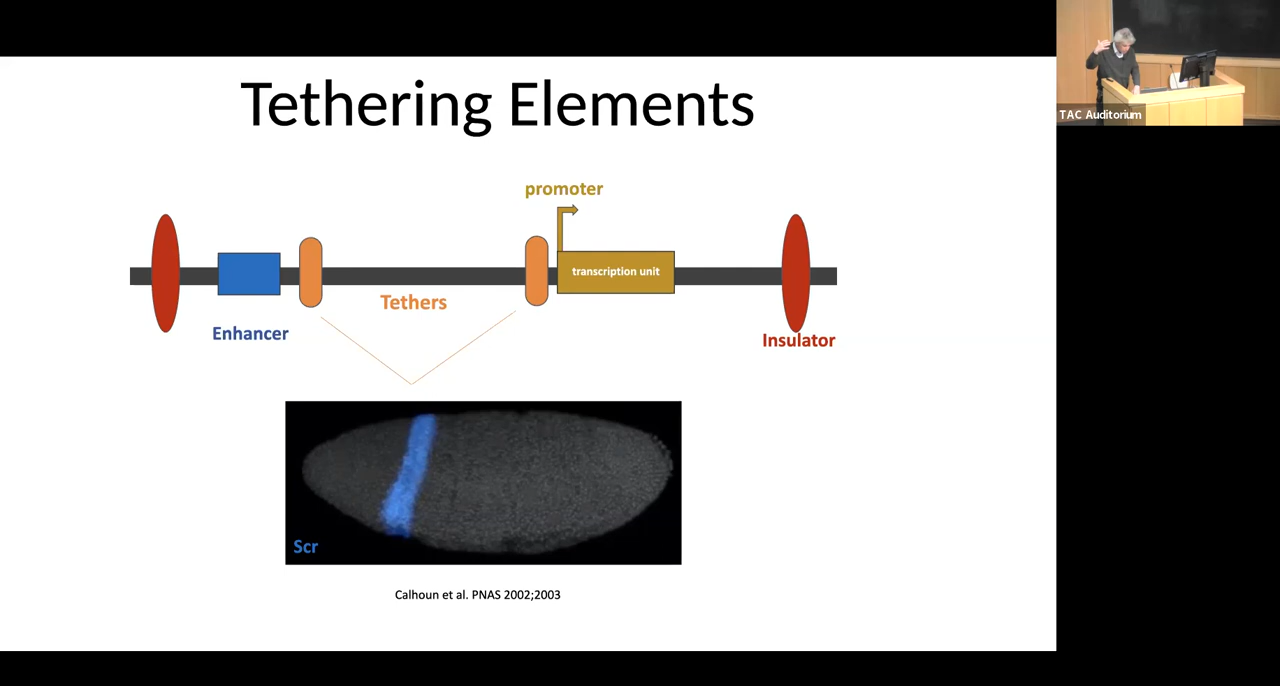 Tethering Elements
promoter
transcription unit
Tethers
Enhancer
Insulator
Scr
Calhoun et al. PNAS 2002;2003
TAC Auditorium